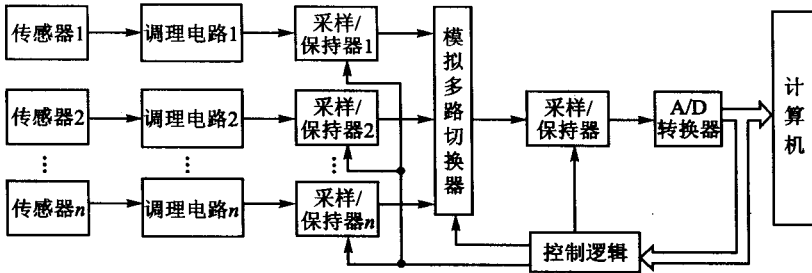 传感器1
调理电路1
采样/
保持器1
传感器2
调理电路2
采样/
保持器2
传感器n
调理电路n
采样/
保持器n
模拟多路切换器
采样/
保持器
A/D
转换器
计算机
控制逻辑